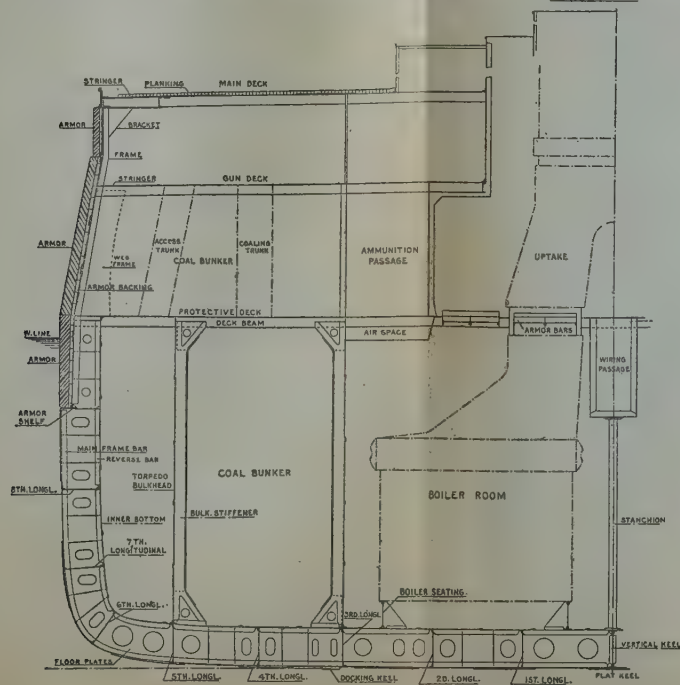 STRINGER
PLANKING
MAIN DECK
ARMOR
BRACKET
FRAME
STRINGER
GUN DECK
ARMOR
WEB
FRAME
ACCESS
TRUNK
COAL BUNKER
COALING
TRUNK
AMMUNITION
PASSAGE
UPTAKE
ARMOR BACKING
PROTECTIVE DECK
DECK BEAM
W.LINE
AIR SPACE
ARMOR BARS
ARMOR
WIRING
PASSAGE
ARMOR
SHELF
MAIN FRAME BAR
REVERSE BAR
TORPEDO
BULKHEAD
COAL BUNKER
8TH. LONGL.
BOILER ROOM
BULK. STIFFENER
INNER BOTTOM
STANCHION
7TH.
LONGITUDINAL
BOILER SEATING
6TH. LONGL.
3RD. LONGL.
VERTICAL KEEL
FLOOR PLATES
5TH. LONGL.
4TH. LONGL.
DOCKING KEEL
2D. LONGL.
1ST. LONGL.
FLAT KEEL